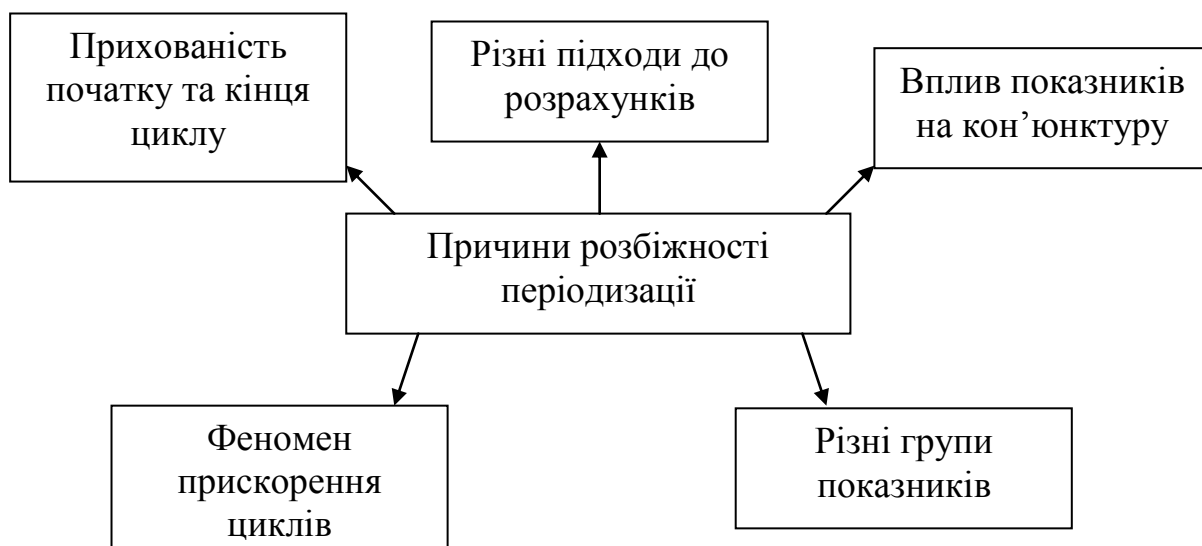 Прихованість
початку та кінця
циклу
Різні підходи до
розрахунків
Вплив показників
на кон’юнктуру
Причини розбіжності
періодизації
Феномен
прискорення
циклів
Різні групи
показників